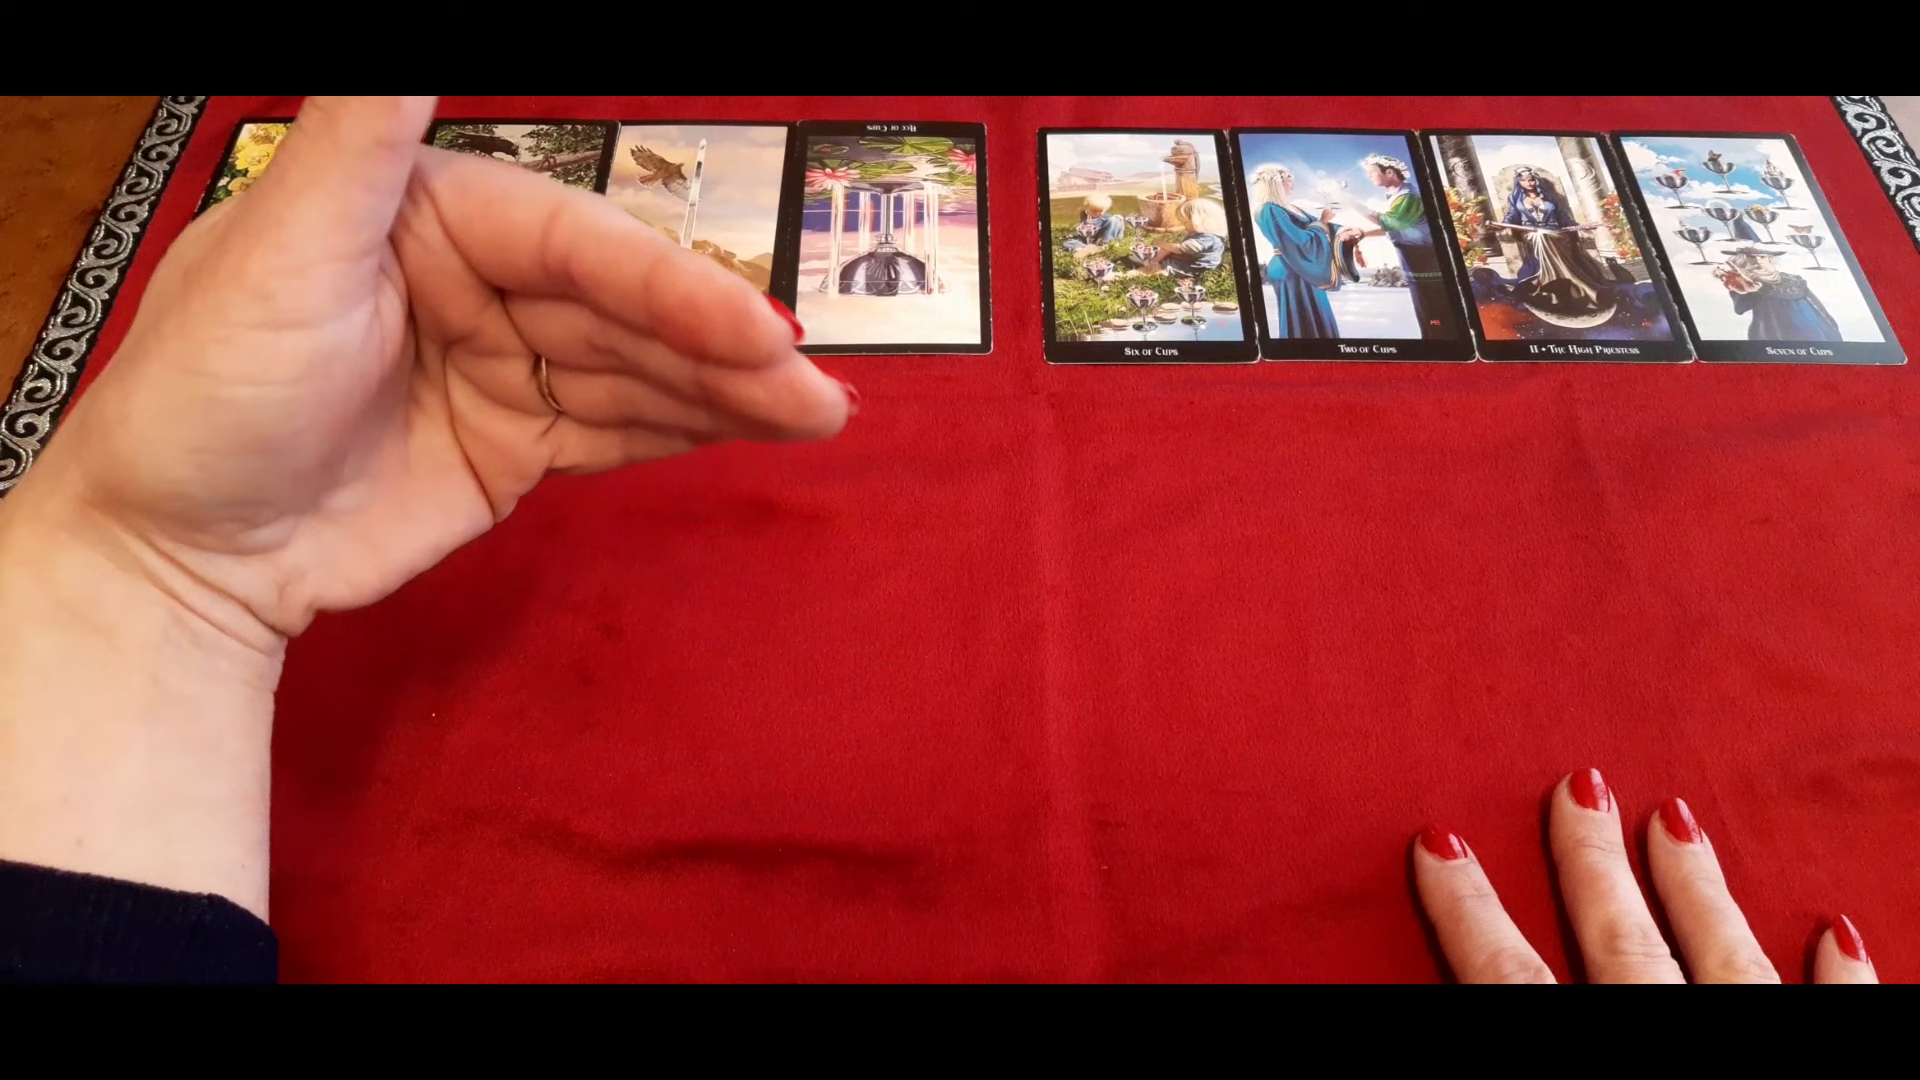 Ace of Cups
Six of Cups
Two of Cups
II • The High Priestess
Seven of Cups